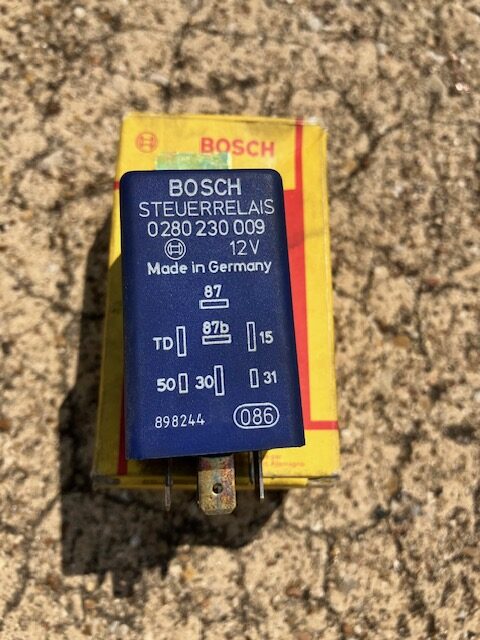 BOSCH
BOSCH
STEUERRELAIS
0 280 230 009
12 V
Made in Germany
87
TD 87b 15
50 30 31
898244 086